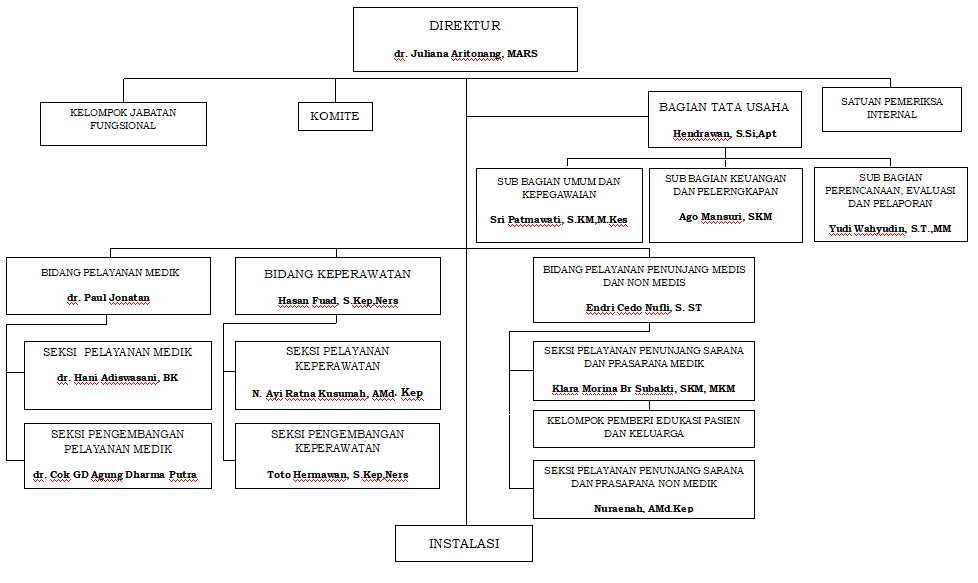 DIREKTUR
dr. Juliana Aritonang, MARS
KELOMPOK JABATAN
FUNGSIONAL
KOMITE
BAGIAN TATA USAHA
Hendrawan, S.Si,Apt
SATUAN PEMERIKSA
INTERNAL
SUB BAGIAN UMUM DAN
KEPEGAWAIAN
Sri Patmawati, S.KM,M.Kes
SUB BAGIAN KEUANGAN
DAN PELERNGKAPAN
Ago Mansuri, SKM
SUB BAGIAN
PERENCANAAN, EVALUASI
DAN PELAPORAN
Yudi Wahyudin, S.T.,MM
BIDANG PELAYANAN MEDIK
dr. Paul Jonatan
BIDANG KEPERAWATAN
Hasan Fuad, S.Kep,Ners
BIDANG PELAYANAN PENUNJANG MEDIS
DAN NON MEDIS
Endri Cedo Nufli, S. ST
SEKSI  PELAYANAN MEDIK
dr. Hani Adiswasani, BK
SEKSI PELAYANAN
KEPERAWATAN
N. Ayi Ratna Kusumah, AMd. Kep
SEKSI PELAYANAN PENUNJANG SARANA
DAN PRASARANA MEDIK
Klara Morina Br Subakti, SKM, MKM
KELOMPOK PEMBERI EDUKASI PASIEN
DAN KELUARGA
SEKSI PENGEMBANGAN
PELAYANAN MEDIK
dr. Cok GD Agung Dharma Putra
SEKSI PENGEMBANGAN
KEPERAWATAN
Toto Hermawan, S.Kep,Ners
SEKSI PELAYANAN PENUNJANG SARANA
DAN PRASARANA NON MEDIK
Nuraenah, AMd.Kep
INSTALASI